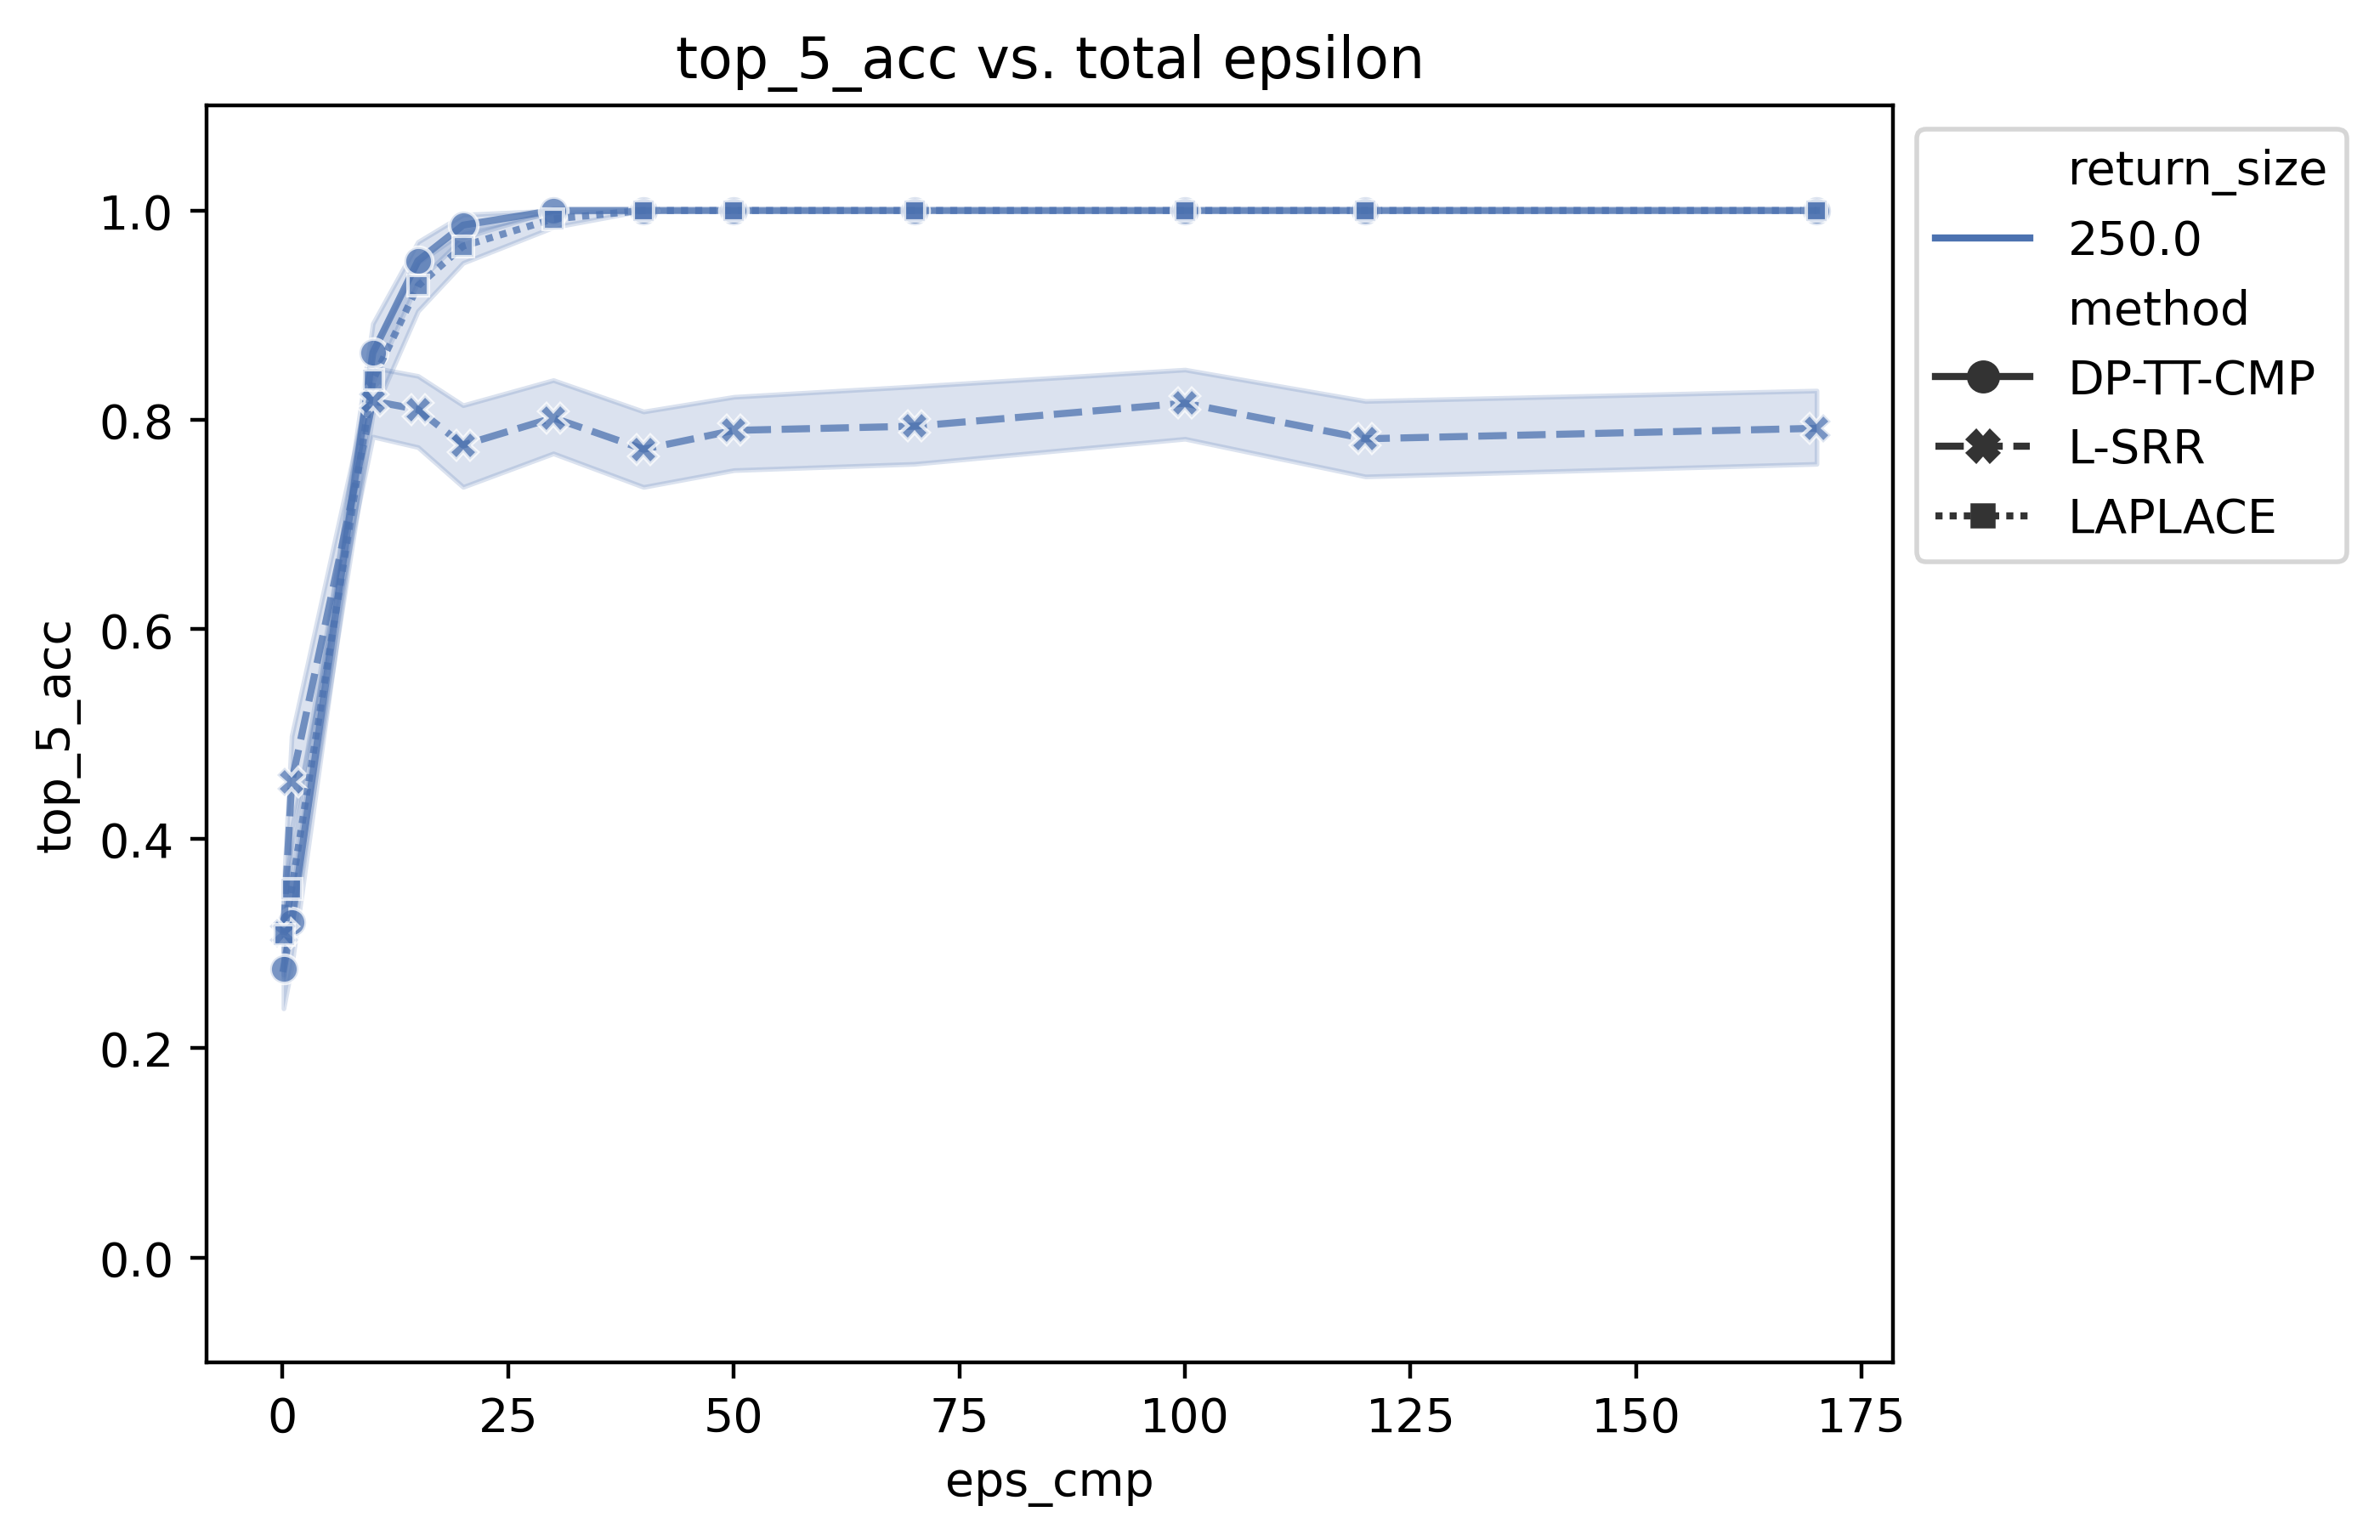 top_5_acc vs. total epsilon
1.0
0.8
0.6
0.4
0.2
0.0
top_5_acc
0 25 50 75 100 125 150 175
eps_cmp
return_size
250.0
method
DP-TT-CMP
L-SRR
LAPLACE